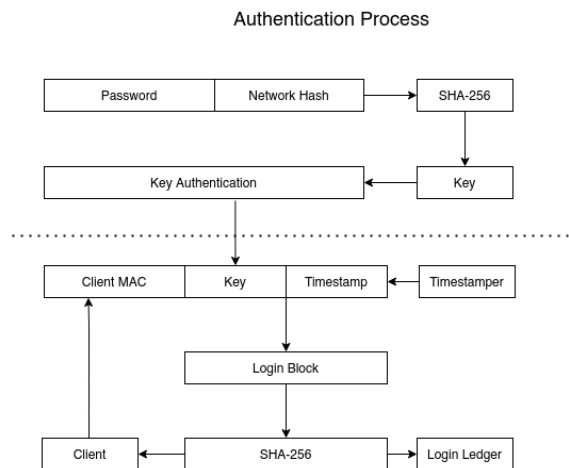 Authentication Process
Password Network Hash SHA-256
Key Authentication Key
Client MAC Key Timestamp Timestamper
Login Block
Client SHA-256 Login Ledger